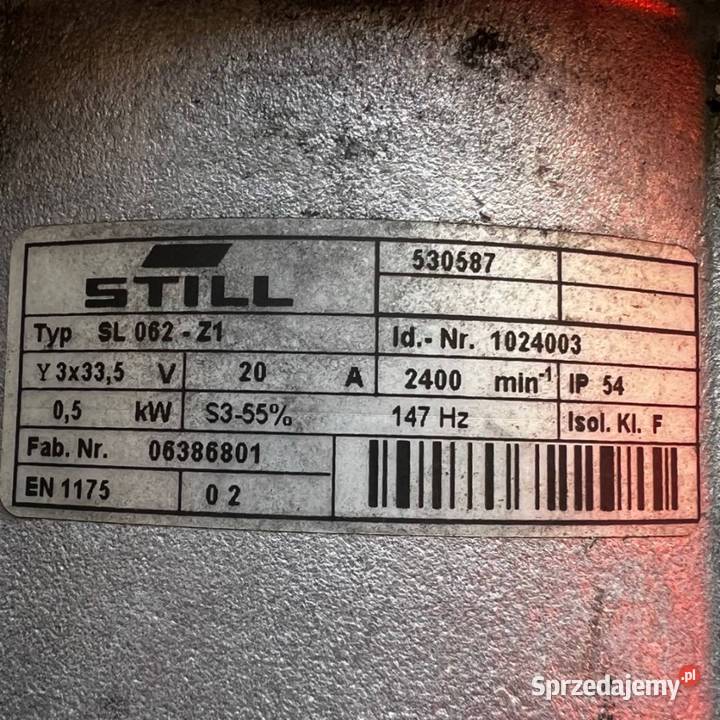 STILL
530587
Typ SL 062 - Z1
Id.- Nr. 1024003
Y 3x33,5 V 20 A 2400 min-1 IP 54
0,5 kW S3-55% 147 Hz Isol. Kl. F
Fab. Nr. 06386801
EN 1175 0 2
Sprzedajemy.pl